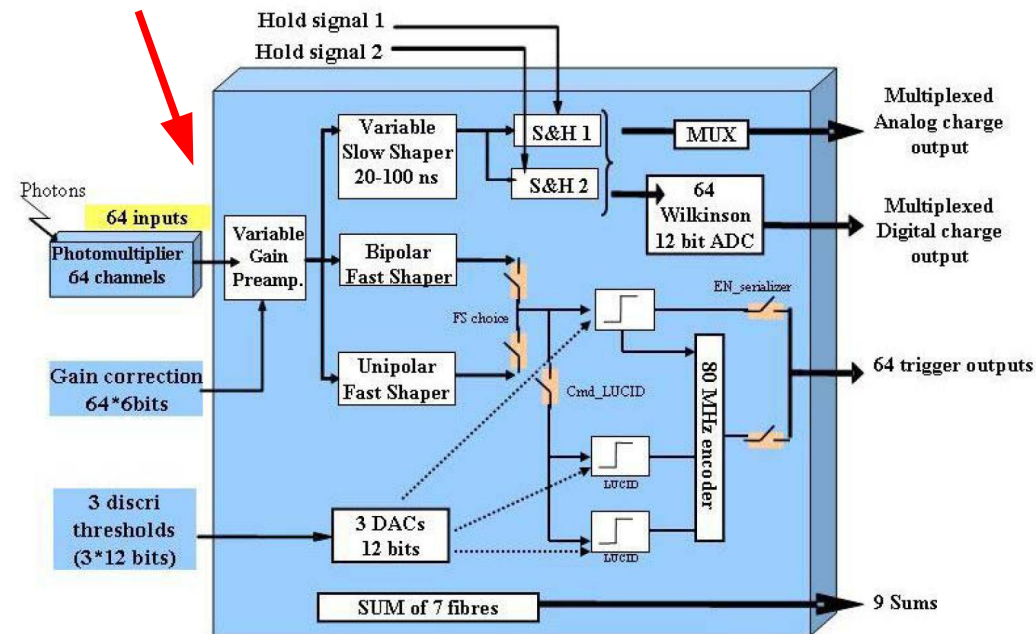 Hold signal 1
Hold signal 2
Photons
64 inputs
Photomultiplier
64 channels
Variable
Gain
Preamp.
Gain correction
64*6bits
3 discri
thresholds
(3*12 bits)
Variable
Slow Shaper
20-100 ns
S&H 1
S&H 2
MUX
64
Wilkinson
12 bit ADC
Bipolar
Fast Shaper
FS choice
Unipolar
Fast Shaper
Cmd_LUCID
EN_serializer
80 MHz encoder
LUCID
LUCID
3 DACs
12 bits
SUM of 7 fibres
Multiplexed
Analog charge
output
Multiplexed
Digital charge
output
64 trigger outputs
9 Sums